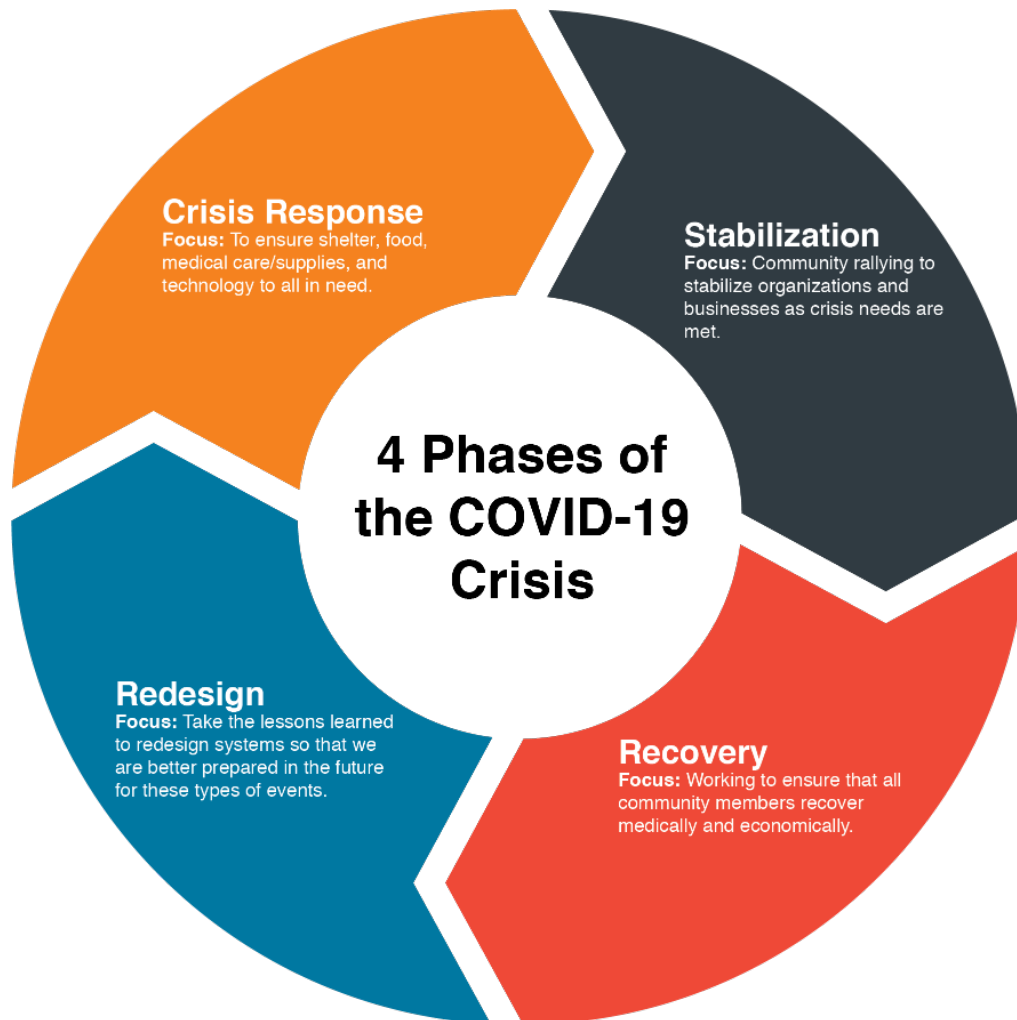 Crisis Response
Focus: To ensure shelter, food,
medical care/supplies, and
technology to all in need.
Stabilization
Focus: Community rallying to
stabilize organizations and
businesses as crisis needs are
met.
4 Phases of
the COVID-19
Crisis
Redesign
Focus: Take the lessons learned
to redesign systems so that we
are better prepared in the future
for these types of events.
Recovery
Focus: Working to ensure that all
community members recover
medically and economically.